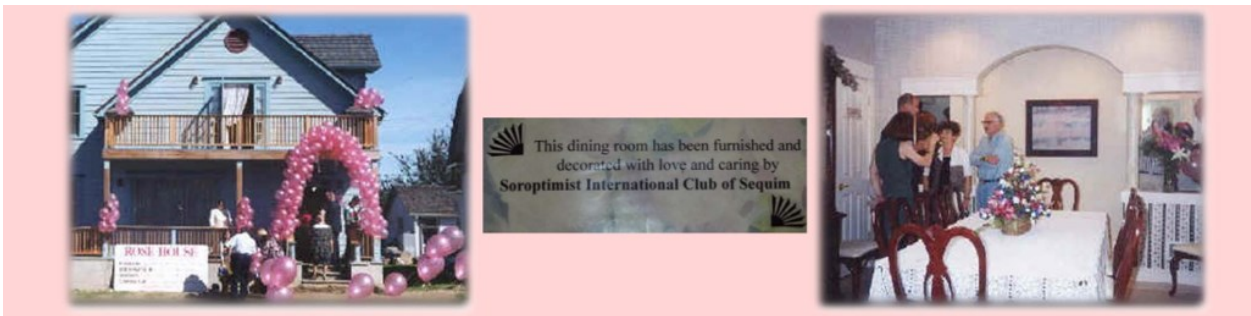 ROSE HOUSE
This dining room has been furnished and
decorated with love and caring by
Soroptimist International Club of Sequim